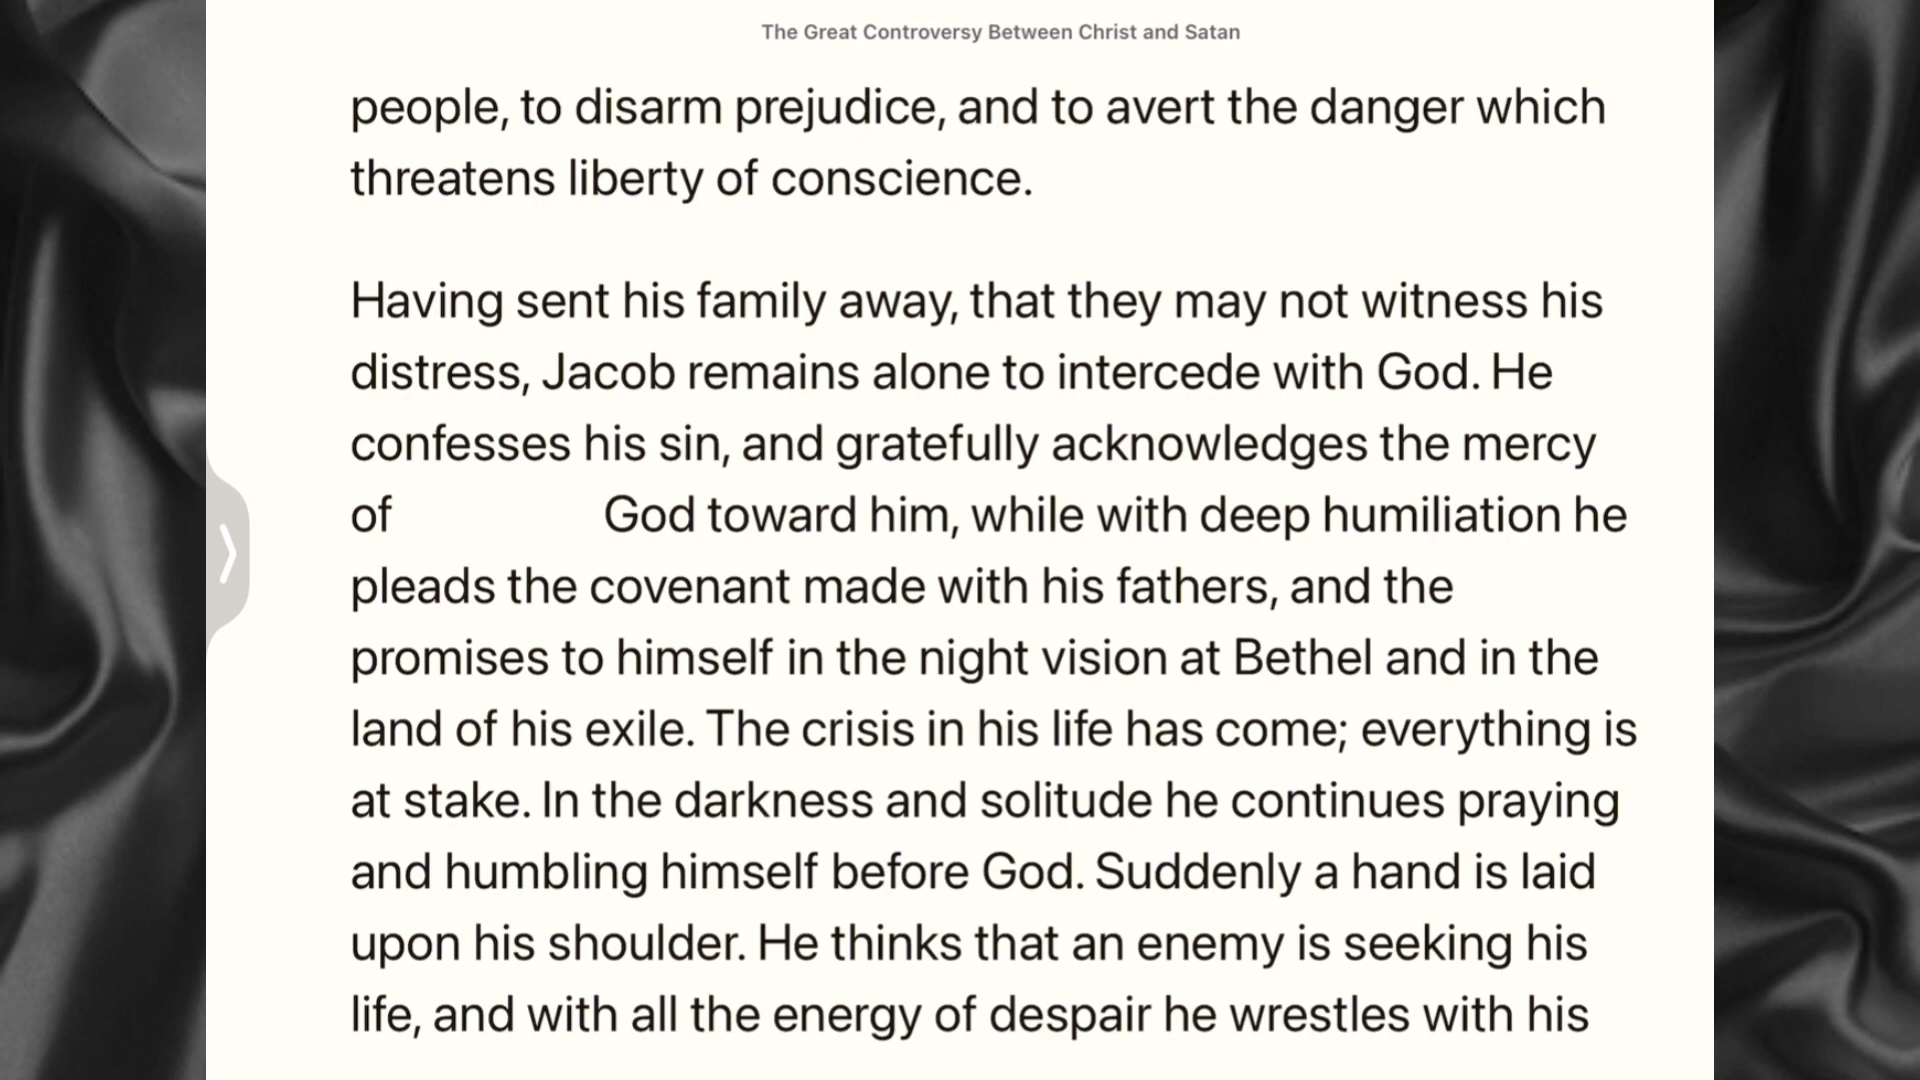 The Great Controversy Between Christ and Satan
people, to disarm prejudice, and to avert the danger which
threatens liberty of conscience.
Having sent his family away, that they may not witness his
distress, Jacob remains alone to intercede with God. He
confesses his sin, and gratefully acknowledges the mercy
of God toward him, while with deep humiliation he
pleads the covenant made with his fathers, and the
promises to himself in the night vision at Bethel and in the
land of his exile. The crisis in his life has come; everything is
at stake. In the darkness and solitude he continues praying
and humbling himself before God. Suddenly a hand is laid
upon his shoulder. He thinks that an enemy is seeking his
life, and with all the energy of despair he wrestles with his